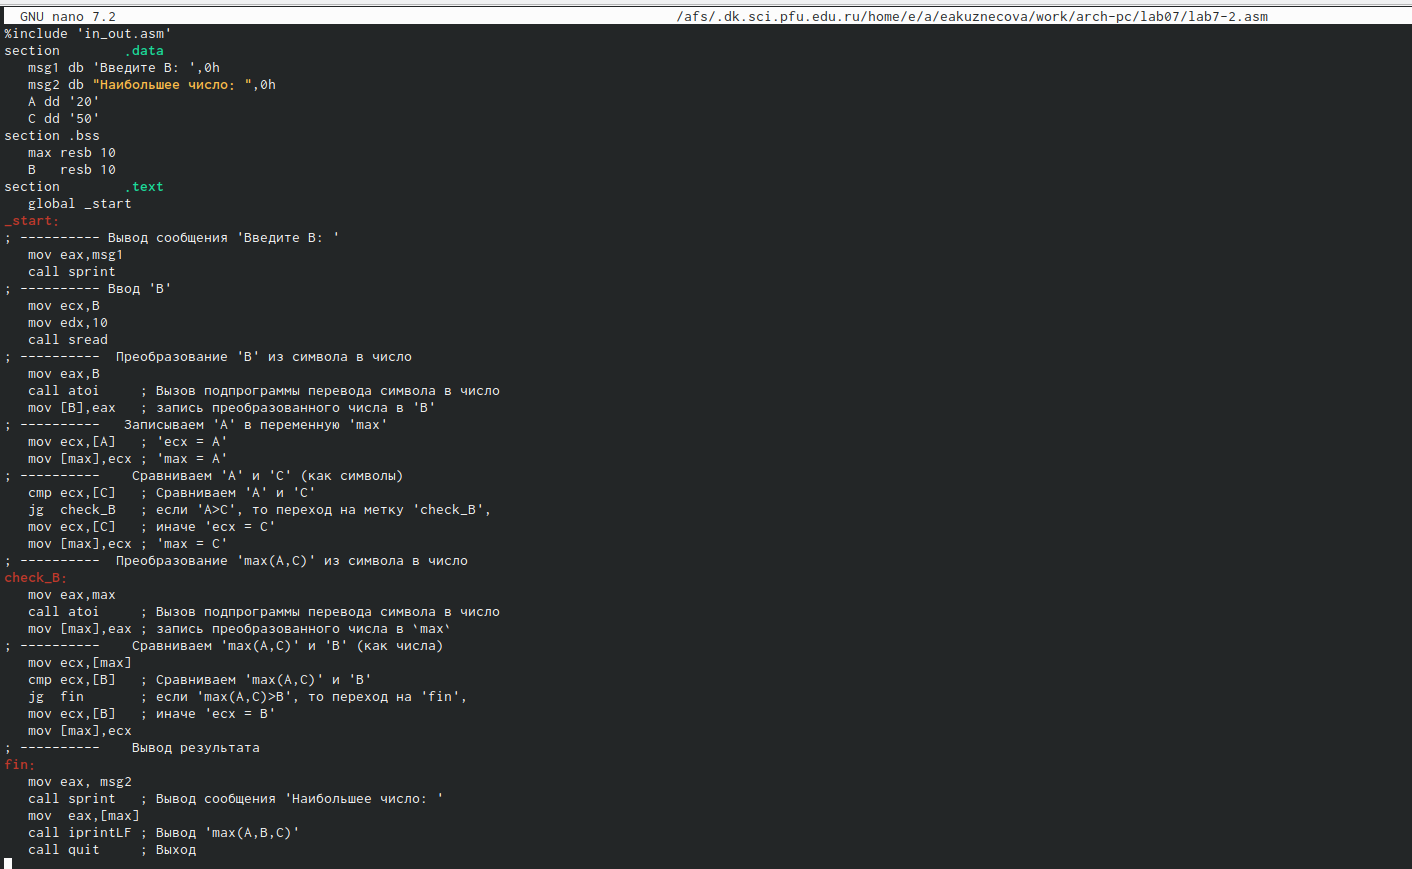 GNU nano 7.2 /afs/.dk.sci.pfu.edu.ru/home/e/a/eakuznecova/work/arch-pc/lab07/lab7-2.asm
%include 'in_out.asm'
section        .data
   msg1 db 'Введите B: ',0h
   msg2 db "Наибольшее число: ",0h
   A dd '20'
   C dd '50'
section .bss
   max resb 10
   B   resb 10
section        .text
   global _start
_start:
; ---------- Вывод сообщения 'Введите B: '
   mov eax,msg1
   call sprint
; ---------- Ввод 'B'
   mov ecx,B
   mov edx,10
   call sread
; ----------  Преобразование 'B' из символа в число
   mov eax,B
   call atoi     ; Вызов подпрограммы перевода символа в число
   mov [B],eax   ; запись преобразованного числа в 'B'
; ----------   Записываем 'A' в переменную 'max'
   mov ecx,[A]   ; 'ecx = A'
   mov [max],ecx ; 'max = A'
; ----------    Сравниваем 'A' и 'С' (как символы)
   cmp ecx,[C]   ; Сравниваем 'A' и 'С'
   jg  check_B   ; если 'A>C', то переход на метку 'check_B',
   mov ecx,[C]   ; иначе 'ecx = C'
   mov [max],ecx ; 'max = C'
; ----------  Преобразование 'max(A,C)' из символа в число
check_B:
   mov eax,max
   call atoi     ; Вызов подпрограммы перевода символа в число
   mov [max],eax ; запись преобразованного числа в `max`
; ----------    Сравниваем 'max(A,C)' и 'B' (как числа)
   mov ecx,[max]
   cmp ecx,[B]   ; Сравниваем 'max(A,C)' и 'B'
   jg  fin       ; если 'max(A,C)>B', то переход на 'fin',
   mov ecx,[B]   ; иначе 'ecx = B'
   mov [max],ecx
; ----------    Вывод результата
fin:
   mov eax, msg2
   call sprint   ; Вывод сообщения 'Наибольшее число: '
   mov  eax,[max]
   call iprintLF ; Вывод 'max(A,B,C)'
   call quit     ; Выход